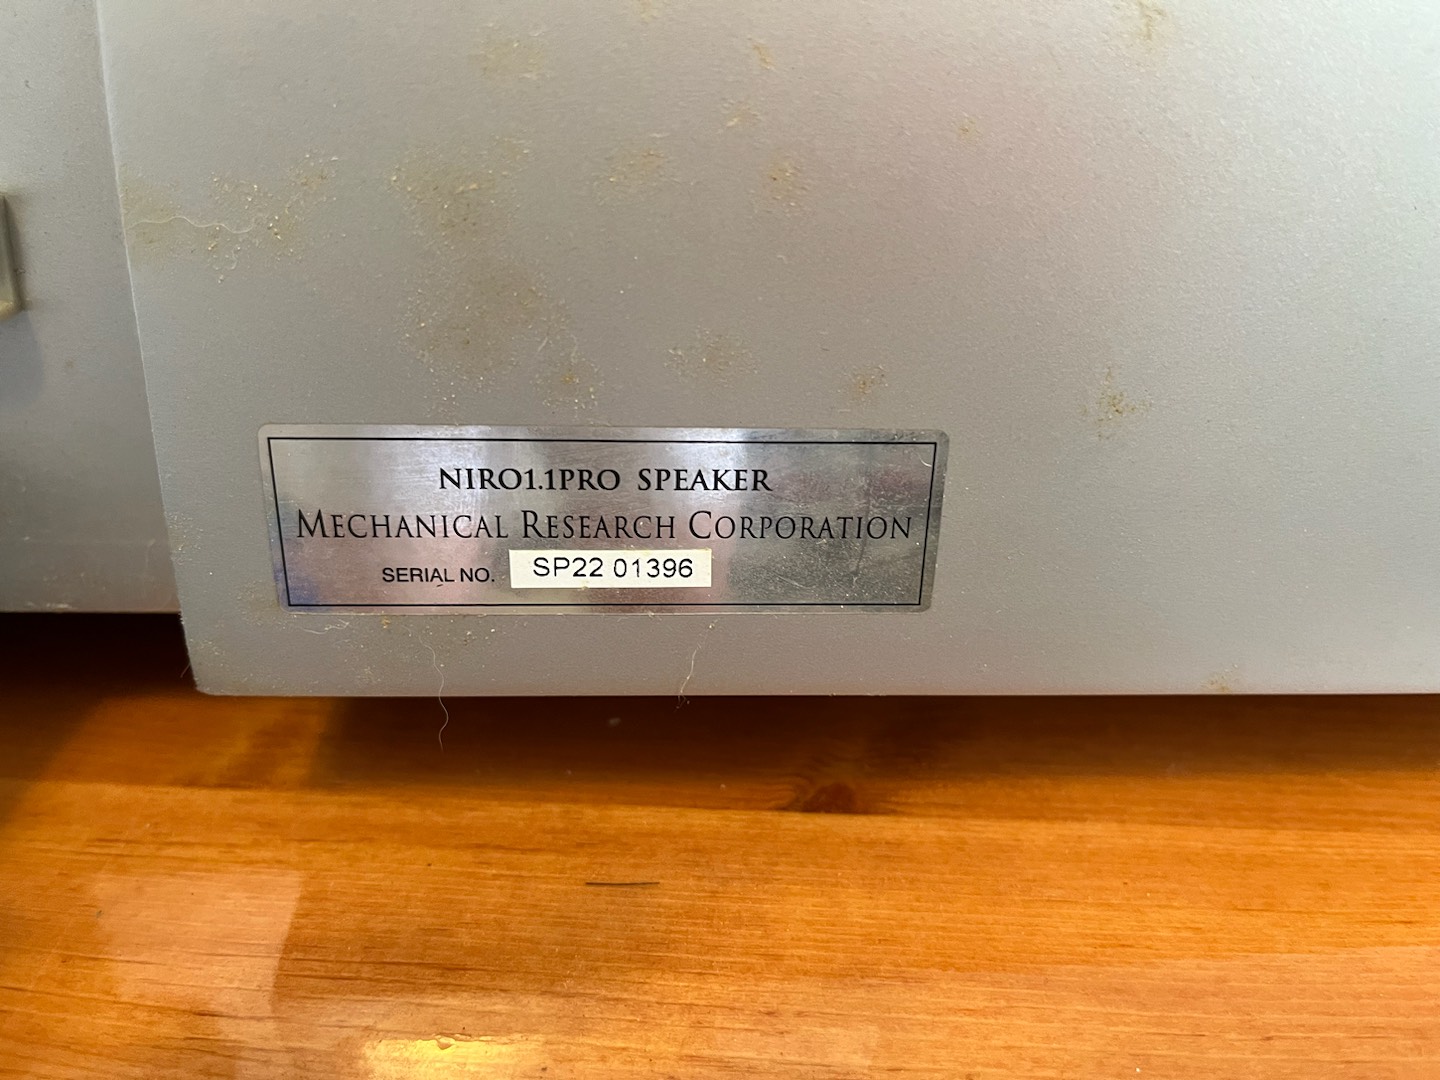 NIRO1.1PRO SPEAKER
MECHANICAL RESEARCH CORPORATION
SERIAL NO. SP22 01396